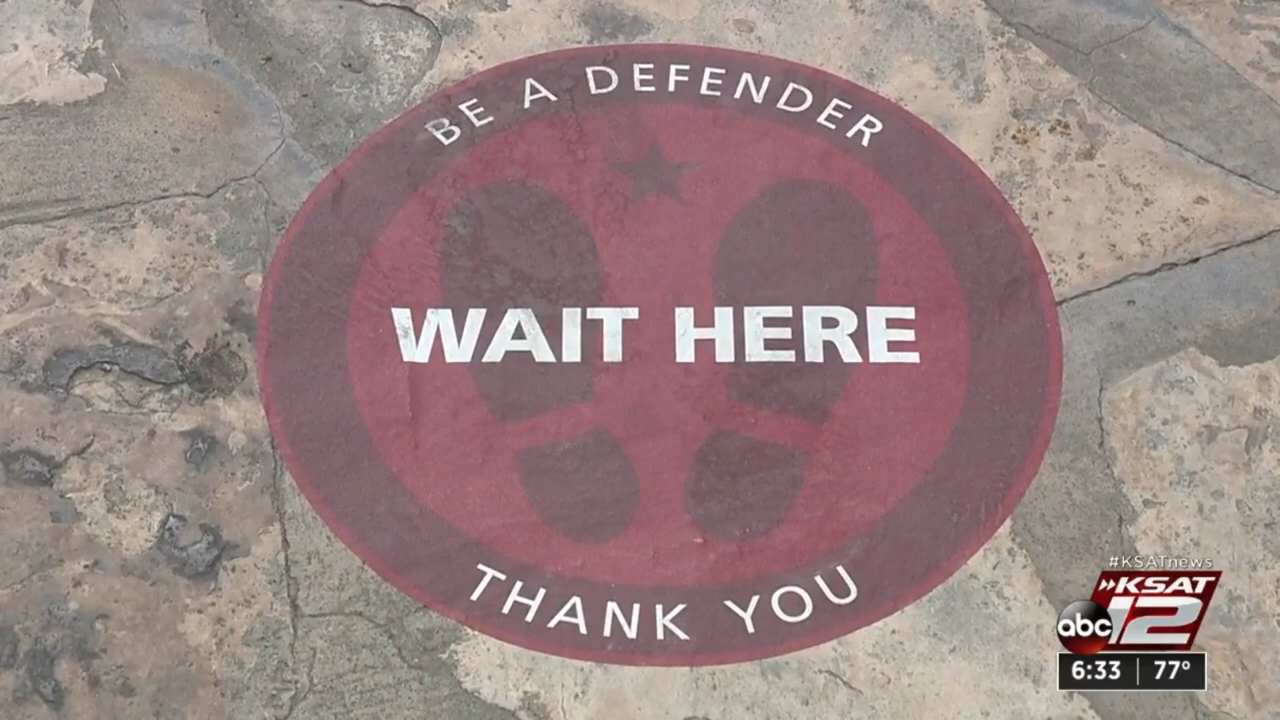 BE A DEFENDER
WAIT HERE
THANK YOU
#KSATnews
KSAT
abc 12
6:33 | 77°